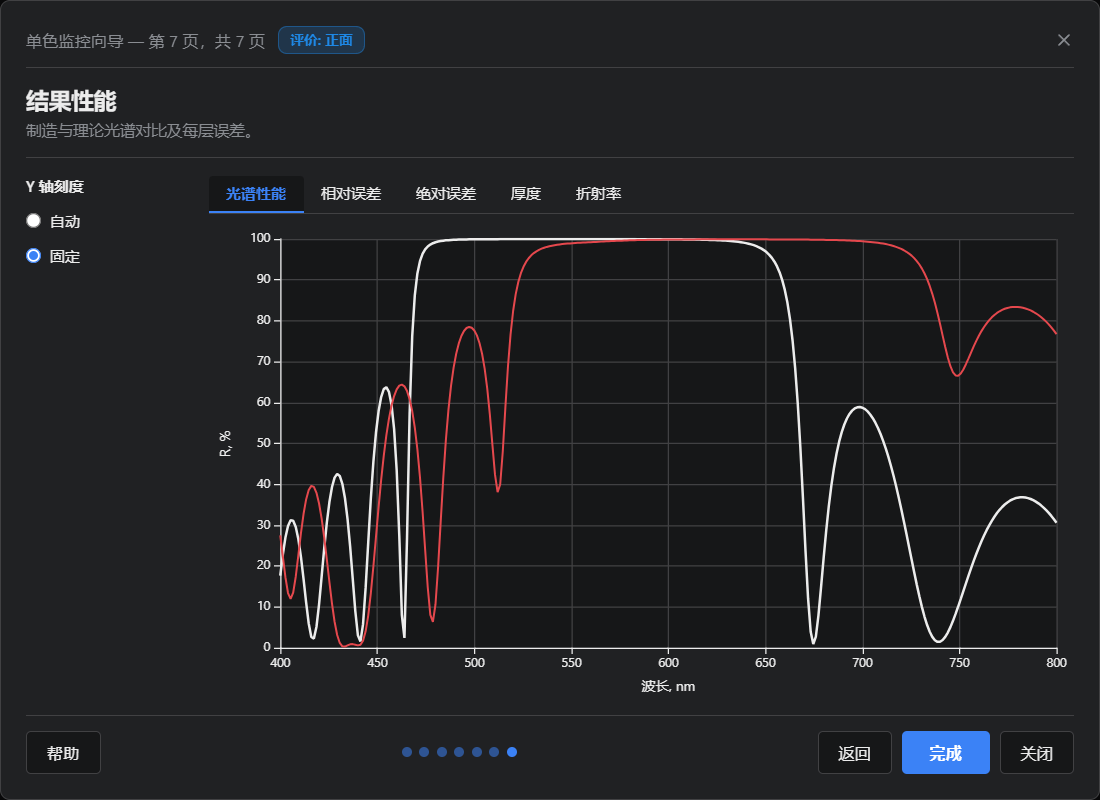 单色监控向导 — 第 7 页，共 7 页
评价: 正面
结果性能
制造与理论光谱对比及每层误差。
Y 轴刻度
自动
固定
光谱性能 相对误差 绝对误差 厚度 折射率
100
90
80
70
60
50
40
30
20
10
0
R, %
400 450 500 550 600 650 700 750 800
波长, nm
帮助
返回
完成
关闭